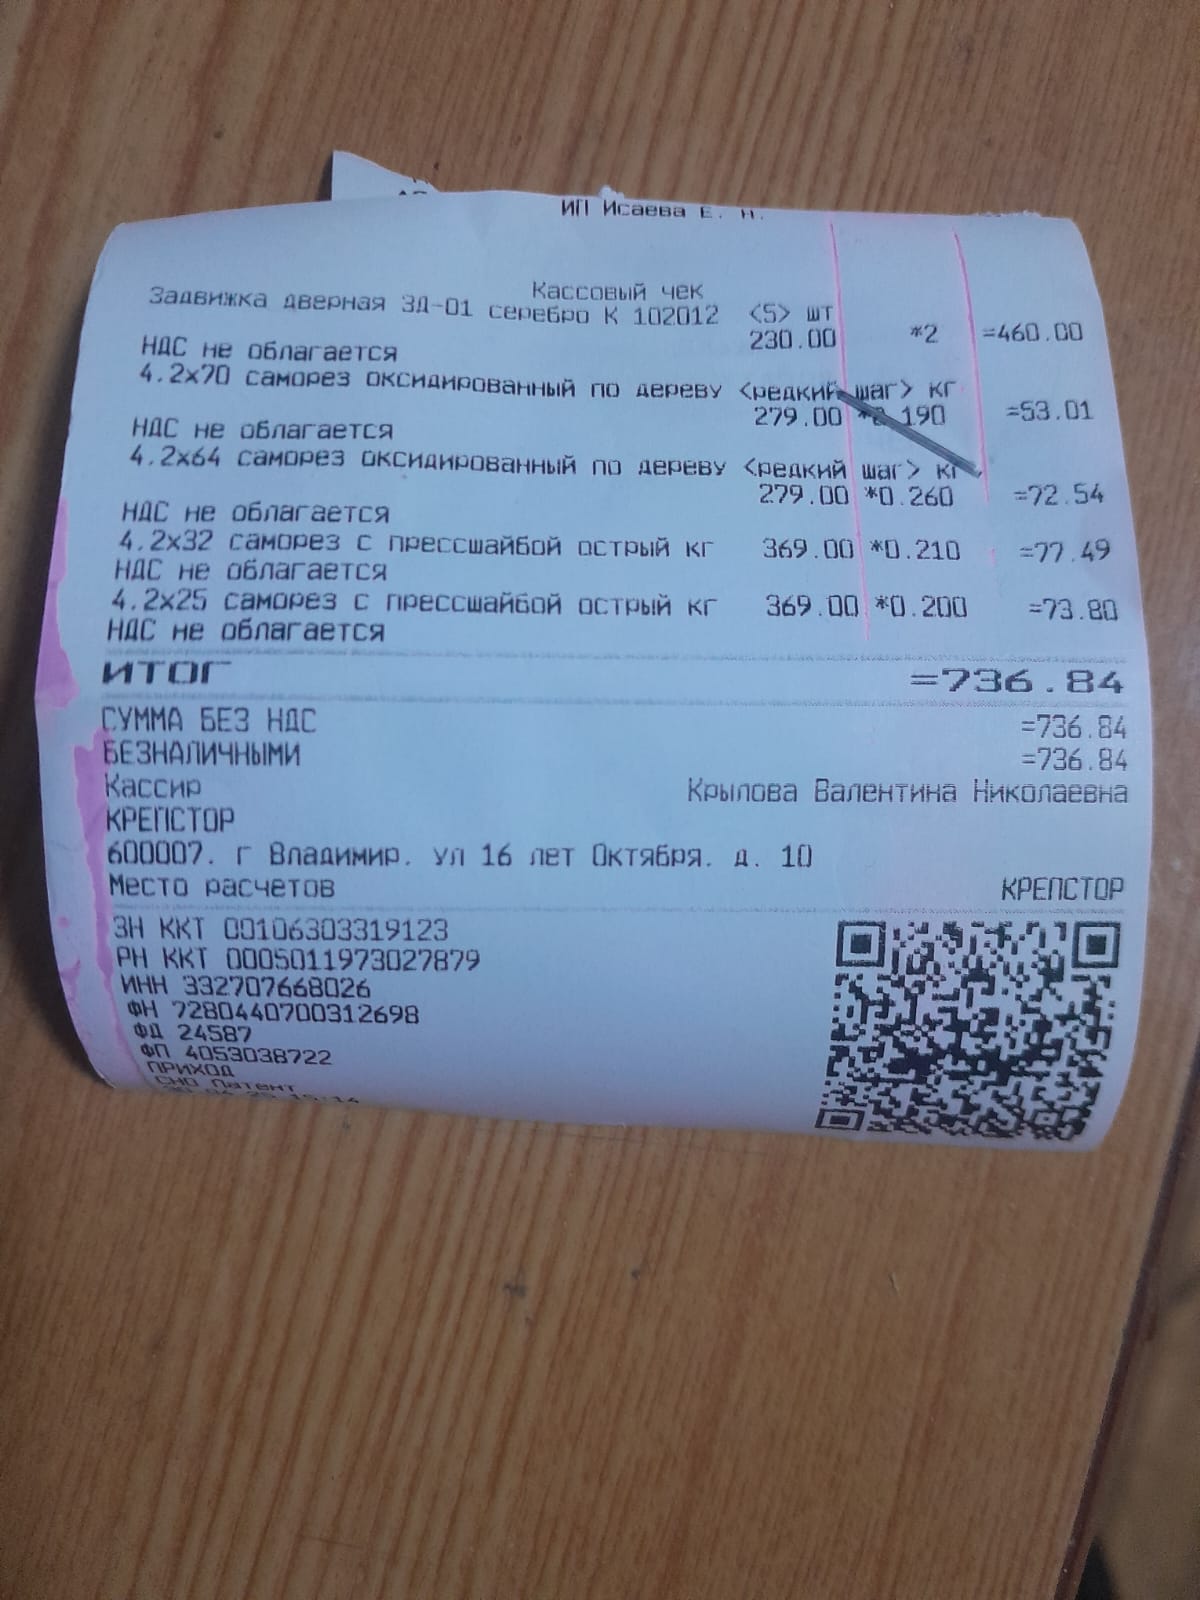 ИП Исаева Е. Н.
Кассовый чек
Задвижка дверная ЗД-01 серебро К 102012 <5> шт
230.00 *2 =460.00
НДС не облагается
4.2x70 саморез оксидированный по дереву <редкий шаг> кг
279.00 190 =53.01
НДС не облагается
4.2x64 саморез оксидированный по дереву <редкий шаг> кг
279.00 *0.260 =72.54
НДС не облагается
4.2x32 саморез с прессшайбой острый кг 369.00 *0.210 =77.49
НДС не облагается
4.2x25 саморез с прессшайбой острый кг 369.00 *0.200 =73.80
НДС не облагается
ИТОГ =736.84
СУММА БЕЗ НДС =736.84
БЕЗНАЛИЧНЫМИ =736.84
Кассир Крылова Валентина Николаевна
КРЕПСТОР
600007. г Владимир. ул 16 лет Октября. д. 10
Место расчетов КРЕПСТОР
ЗН ККТ 00106303319123
РН ККТ 0005011973027879
ИНН 332707668026
ФН 7280440700312698
ФД 24587
ФП 4053038722
ПРИХОД
СНО Патент